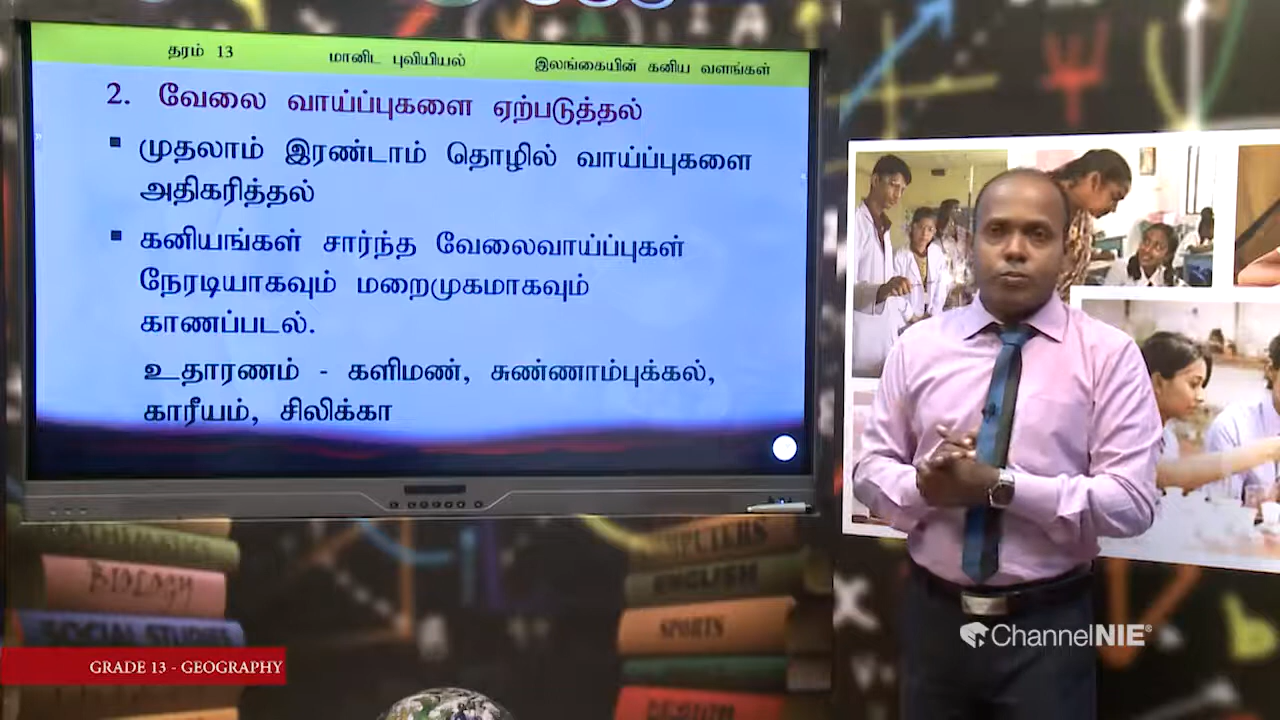 தரம் 13 மானிட புவியியல் இலங்கையின் கனிய வளங்கள்
2. வேலை வாய்ப்புகளை ஏற்படுத்தல்
▪ முதலாம் இரண்டாம் தொழில் வாய்ப்புகளை
அதிகரித்தல்
▪ கனியங்கள் சார்ந்த வேலைவாய்ப்புகள்
நேரடியாகவும் மறைமுகமாகவும்
காணப்படல்.
உதாரணம் - களிமண், சுண்ணாம்புக்கல்,
காரீயம், சிலிக்கா
MATHEMATICS
BIOLOGY
SOCIAL STUDIES
COMPUTERS
ENGLISH
SPORTS
GRADE 13 - GEOGRAPHY
ChannelNIE®